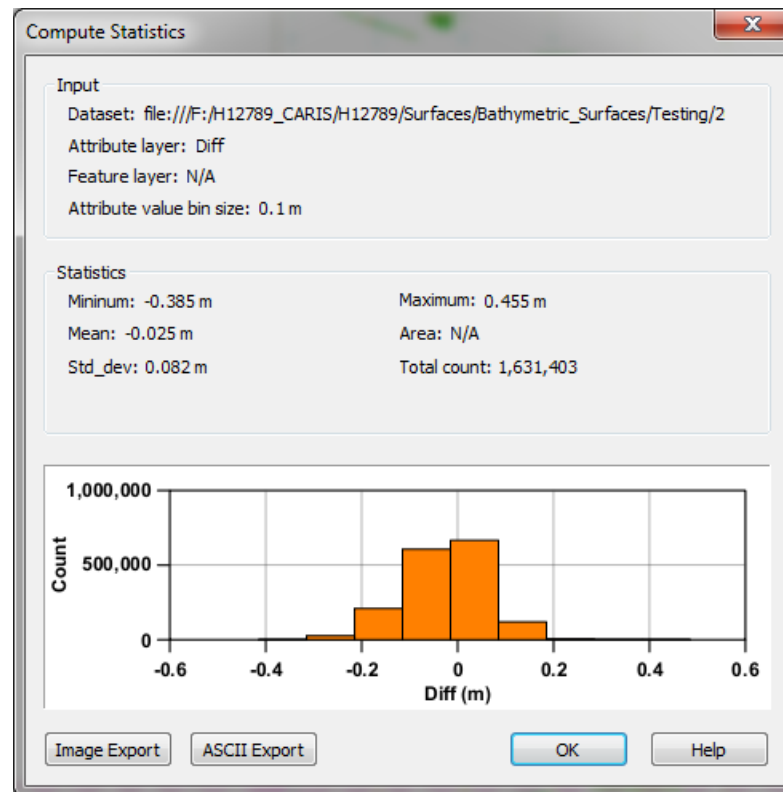 Compute Statistics
Input
Dataset: file:///F:/H12789_CARIS/H12789/Surfaces/Bathymetric_Surfaces/Testing/2
Attribute layer: Diff
Feature layer: N/A
Attribute value bin size: 0.1 m
Statistics
Mininum: -0.385 m Maximum: 0.455 m
Mean: -0.025 m Area: N/A
Std_dev: 0.082 m Total count: 1,631,403
1,000,000
500,000
0
Count
-0.6 -0.4 -0.2 0 0.2 0.4 0.6
Diff (m)
Image Export ASCII Export OK Help